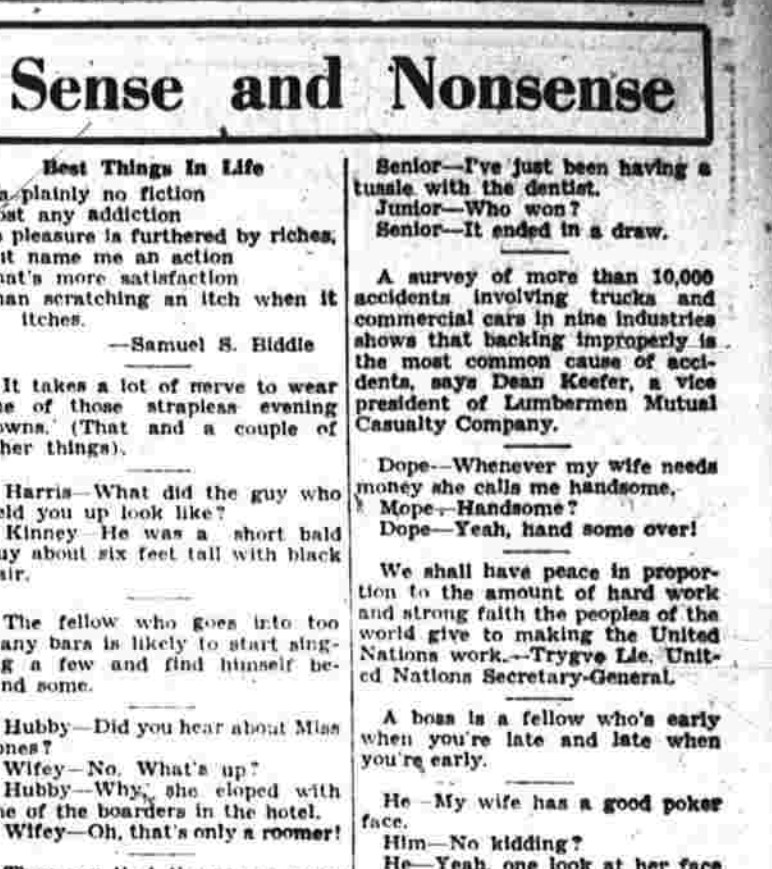 Sense and Nonsense
Best Things In Life
a plainly no fiction
ost any addiction
pleasure is furthered by riches,
t name me an action
hat's more satisfaction
han scratching an itch when it
itches.
—Samuel S. Biddle
It takes a lot of nerve to wear
e of those strapless evening
owns. (That and a couple of
her things).
Harris—What did the guy who
eld you up look like?
Kinney—He was a short bald
uy about six feet tall with black
air.
The fellow who goes into too
any bars is likely to start sing-
g a few and find himself be-
nd some.
Hubby—Did you hear about Miss
ones?
Wifey—No. What's up?
Hubby—Why, she eloped with
ne of the boarders in the hotel.
Wifey—Oh, that's only a roomer!
Senior—I've just been having a
tussle with the dentist.
Junior—Who won?
Senior—It ended in a draw.
A survey of more than 10,000
accidents involving trucks and
commercial cars in nine industries
shows that backing improperly is
the most common cause of acci-
dents, says Dean Keefer, a vice
president of Lumbermen Mutual
Casualty Company.
Dope—Whenever my wife needs
money she calls me handsome.
Mope—Handsome?
Dope—Yeah, hand some over!
We shall have peace in propor-
tion to the amount of hard work
and strong faith the peoples of the
world give to making the United
Nations work.—Trygve Lie, Unit-
ed Nations Secretary-General.
A boss is a fellow who's early
when you're late and late when
you're early.
He—My wife has a good poker
face.
Him—No kidding?
He—Yeah, one look at her face